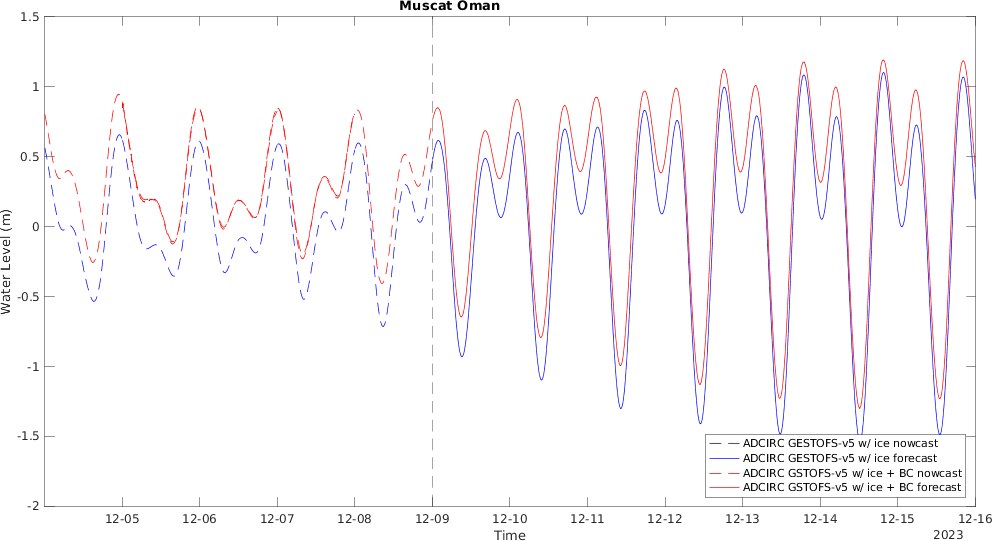 Muscat Oman
1.5
1
0.5
0
-0.5
-1
-1.5
-2
Water Level (m)
ADCIRC GESTOFS-v5 w/ ice nowcast
ADCIRC GESTOFS-v5 w/ ice forecast
ADCIRC GSTOFS-v5 w/ ice + BC nowcast
ADCIRC GSTOFS-v5 w/ ice + BC forecast
12-05 12-06 12-07 12-08 12-09 12-10 12-11 12-12 12-13 12-14 12-15 12-16
Time
2023